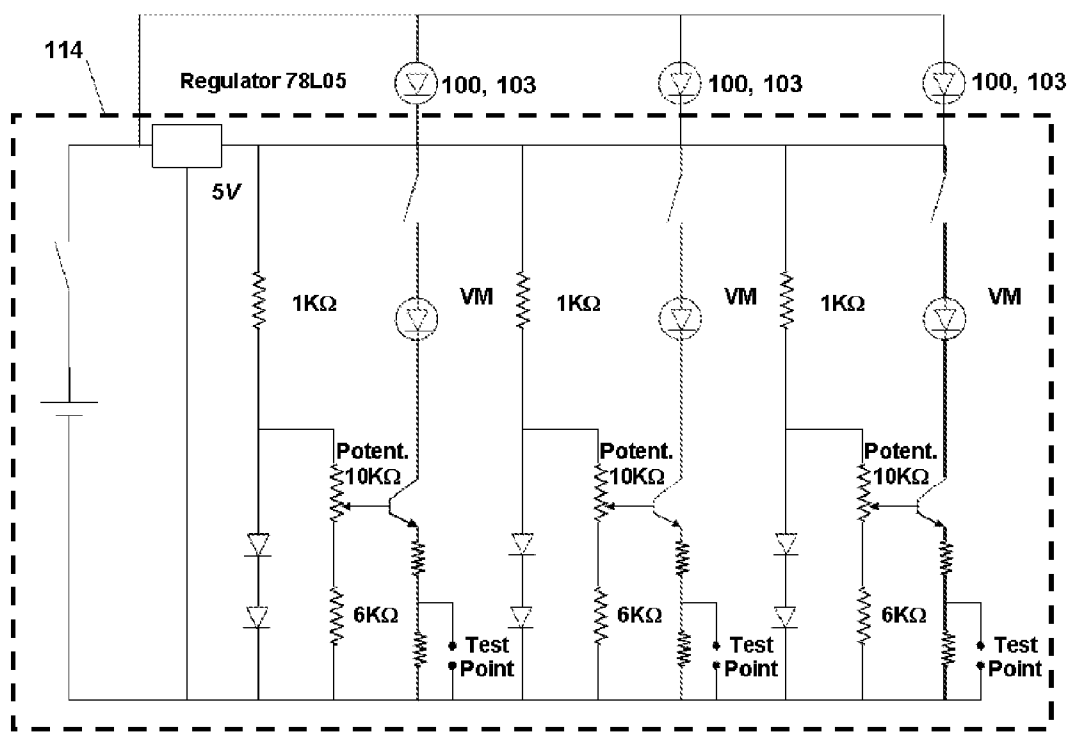 114
Regulator 78L05
100, 103
100, 103
100, 103
5V
1KΩ
VM
1KΩ
VM
1KΩ
VM
Potent.
10KΩ
Potent.
10KΩ
Potent.
10KΩ
6KΩ
Test
Point
6KΩ
Test
Point
6KΩ
Test
Point